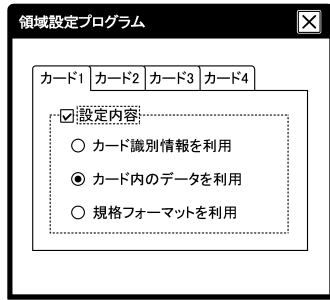 領域設定プログラム
カード1 カード2 カード3 カード4
設定内容
カード識別情報を利用
カード内のデータを利用
規格フォーマットを利用